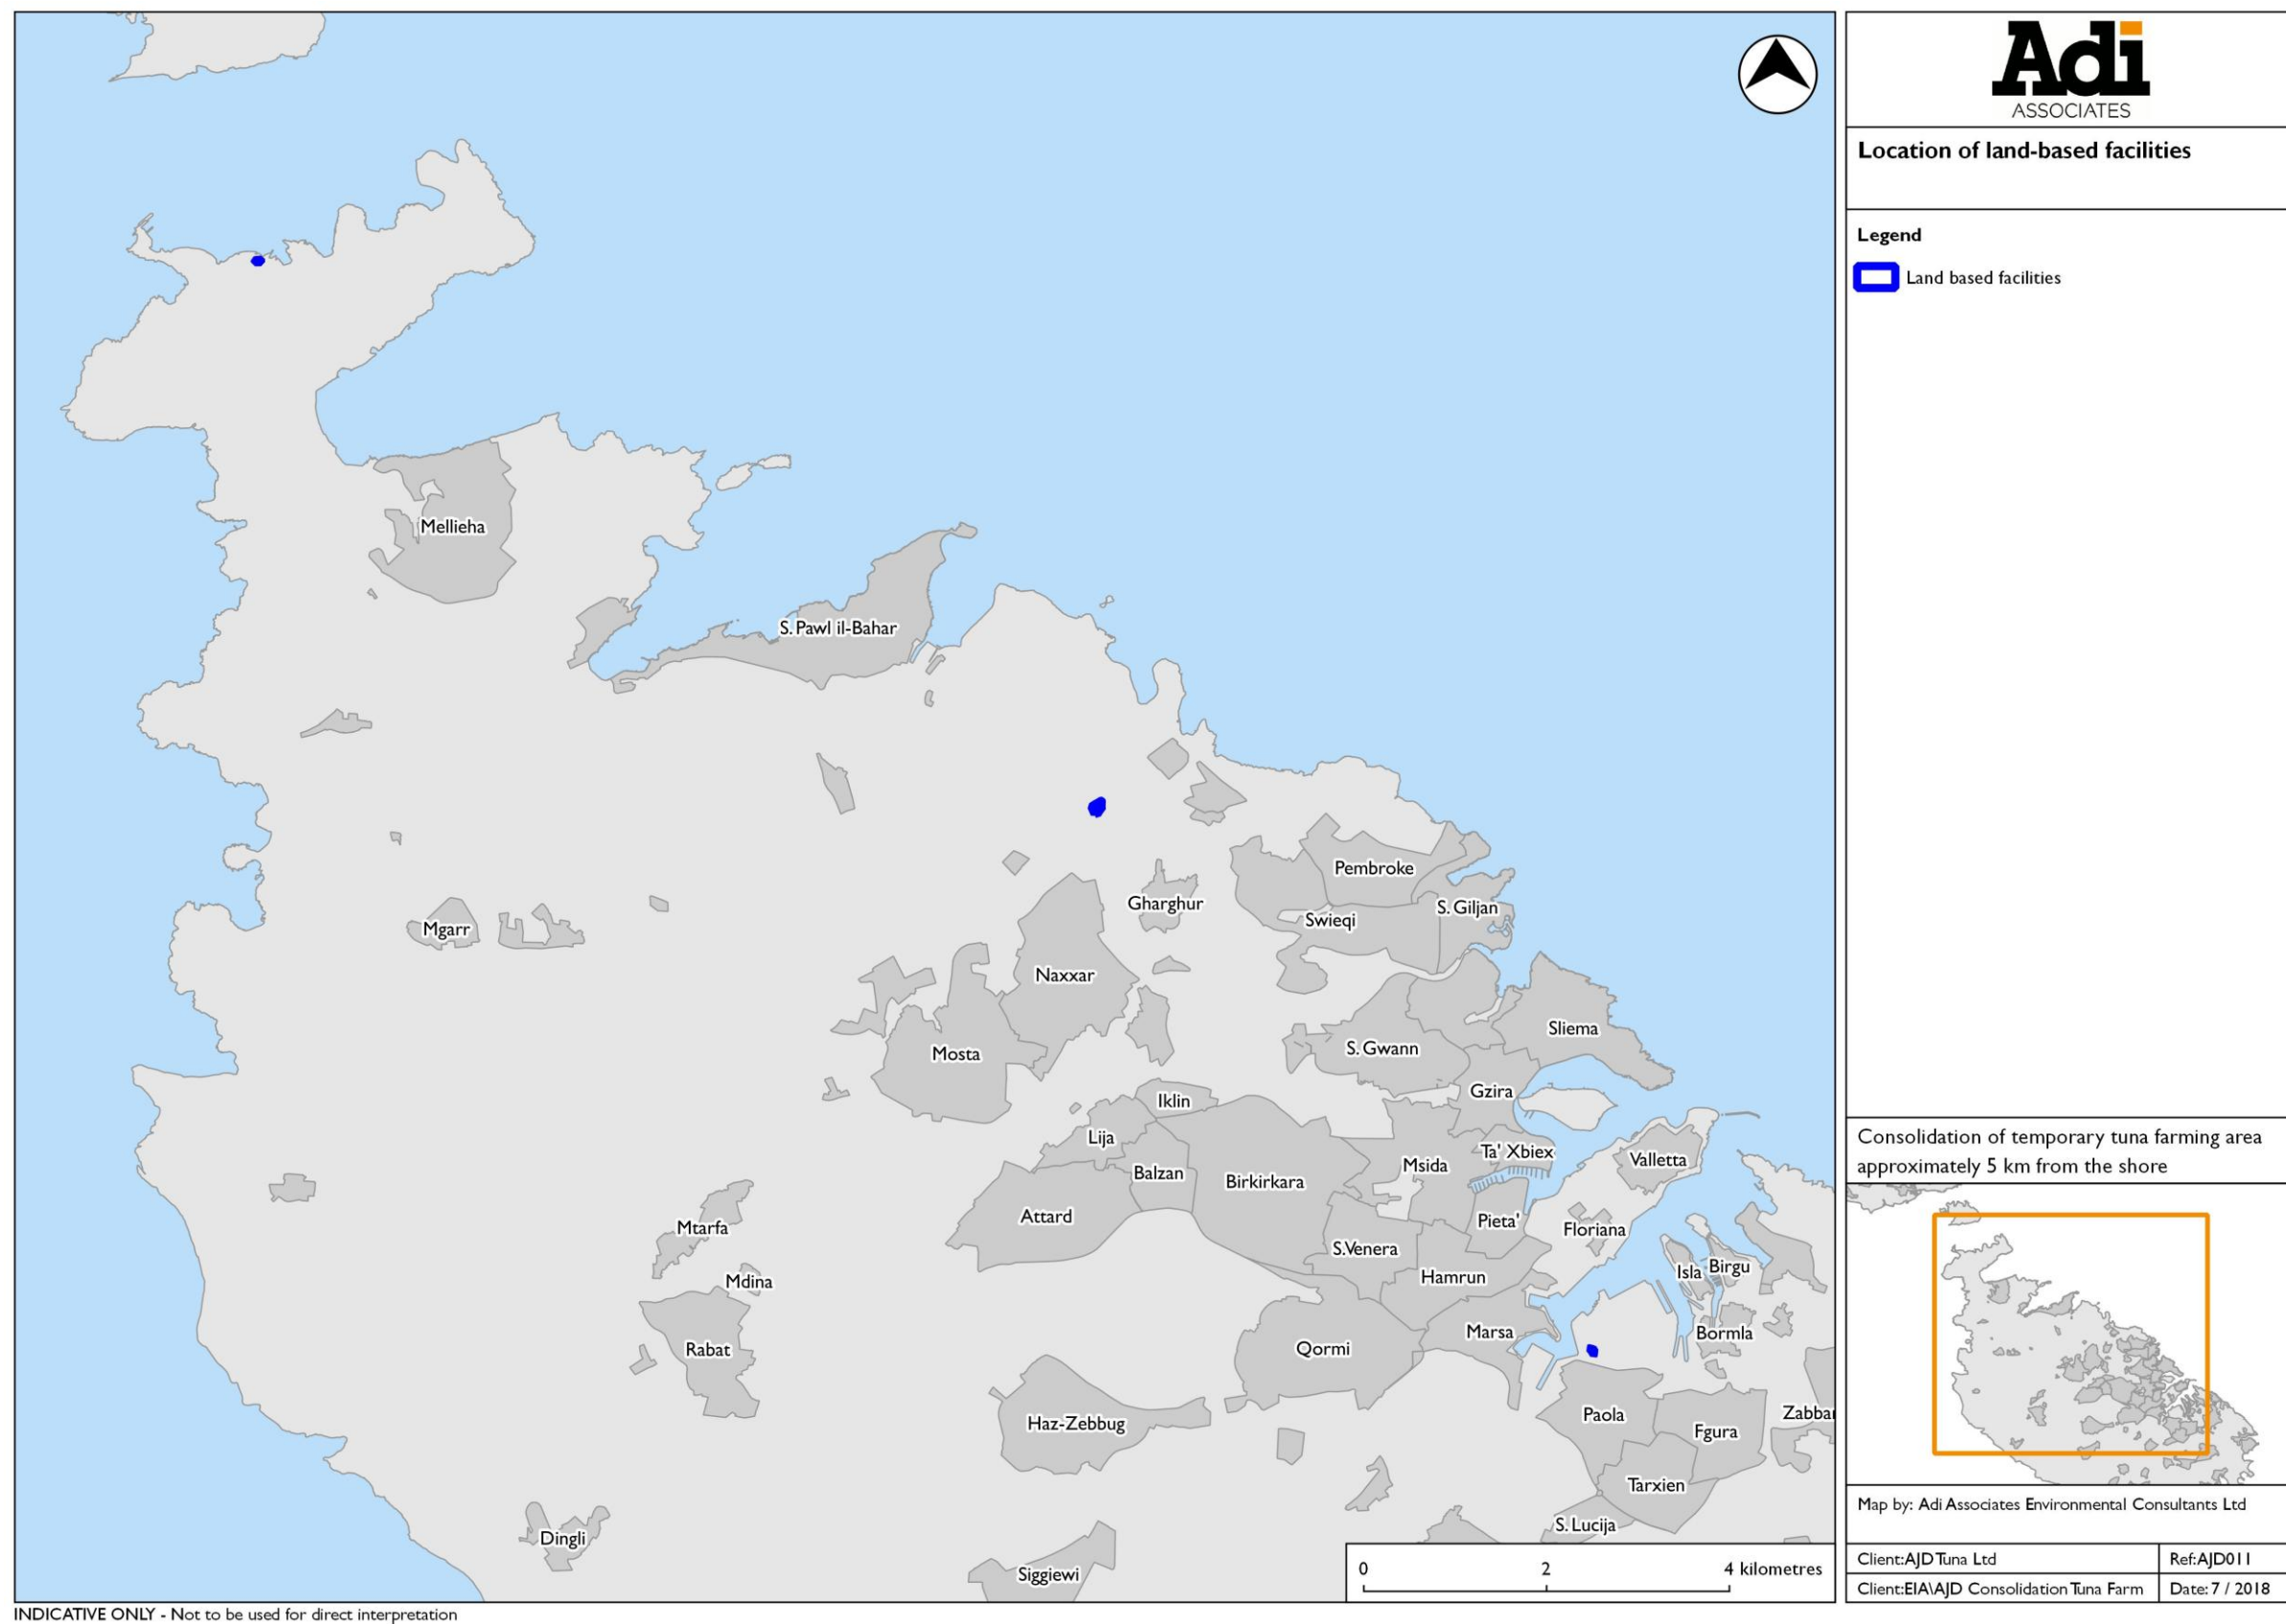 Adi
ASSOCIATES
Location of land-based facilities
Legend
Land based facilities
Mellieha
S. Pawl il-Bahar
Pembroke
Gharghur
S. Giljan
Swieqi
Mgarr
Naxxar
Sliema
S. Gwann
Mosta
Gzira
Iklin
Lija
Ta' Xbiex
Valletta
Msida
Balzan
Birkirkara
Attard
Pieta'
Floriana
Mtarfa
S.Venera
Isla
Birgu
Hamrun
Mdina
Marsa
Bormla
Qormi
Rabat
Paola
Zabbar
Haz-Zebbug
Fgura
Tarxien
S. Lucija
Dingli
Siggiewi
0 2 4 kilometres
Consolidation of temporary tuna farming area
approximately 5 km from the shore
Map by: Adi Associates Environmental Consultants Ltd
Client:AJD Tuna Ltd Ref:AJD011
Client:EIA\AJD Consolidation Tuna Farm Date: 7 / 2018
INDICATIVE ONLY - Not to be used for direct interpretation